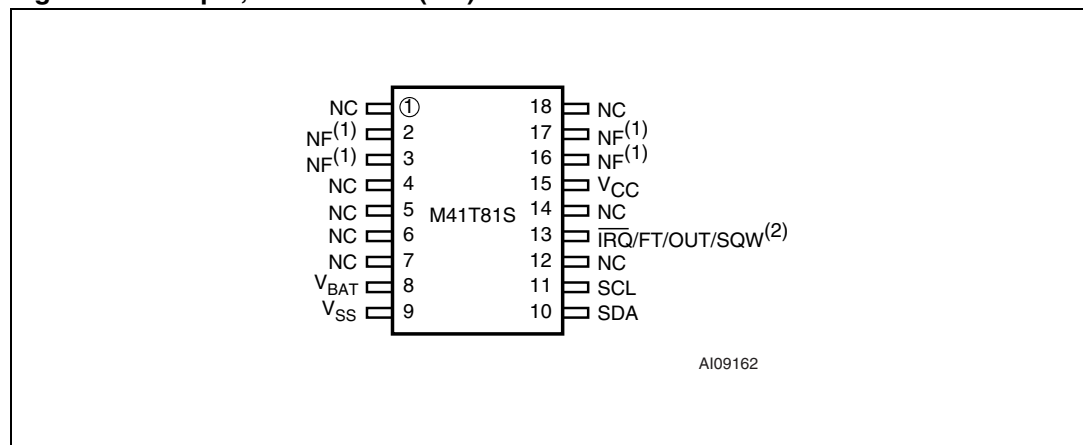 NC 1 18 NC
NF(1) 2 17 NF(1)
NF(1) 3 16 NF(1)
NC 4 15 VCC
NC 5 M41T81S 14 NC
NC 6 13 IRQ/FT/OUT/SQW(2)
NC 7 12 NC
VBAT 8 11 SCL
VSS 9 10 SDA
AI09162